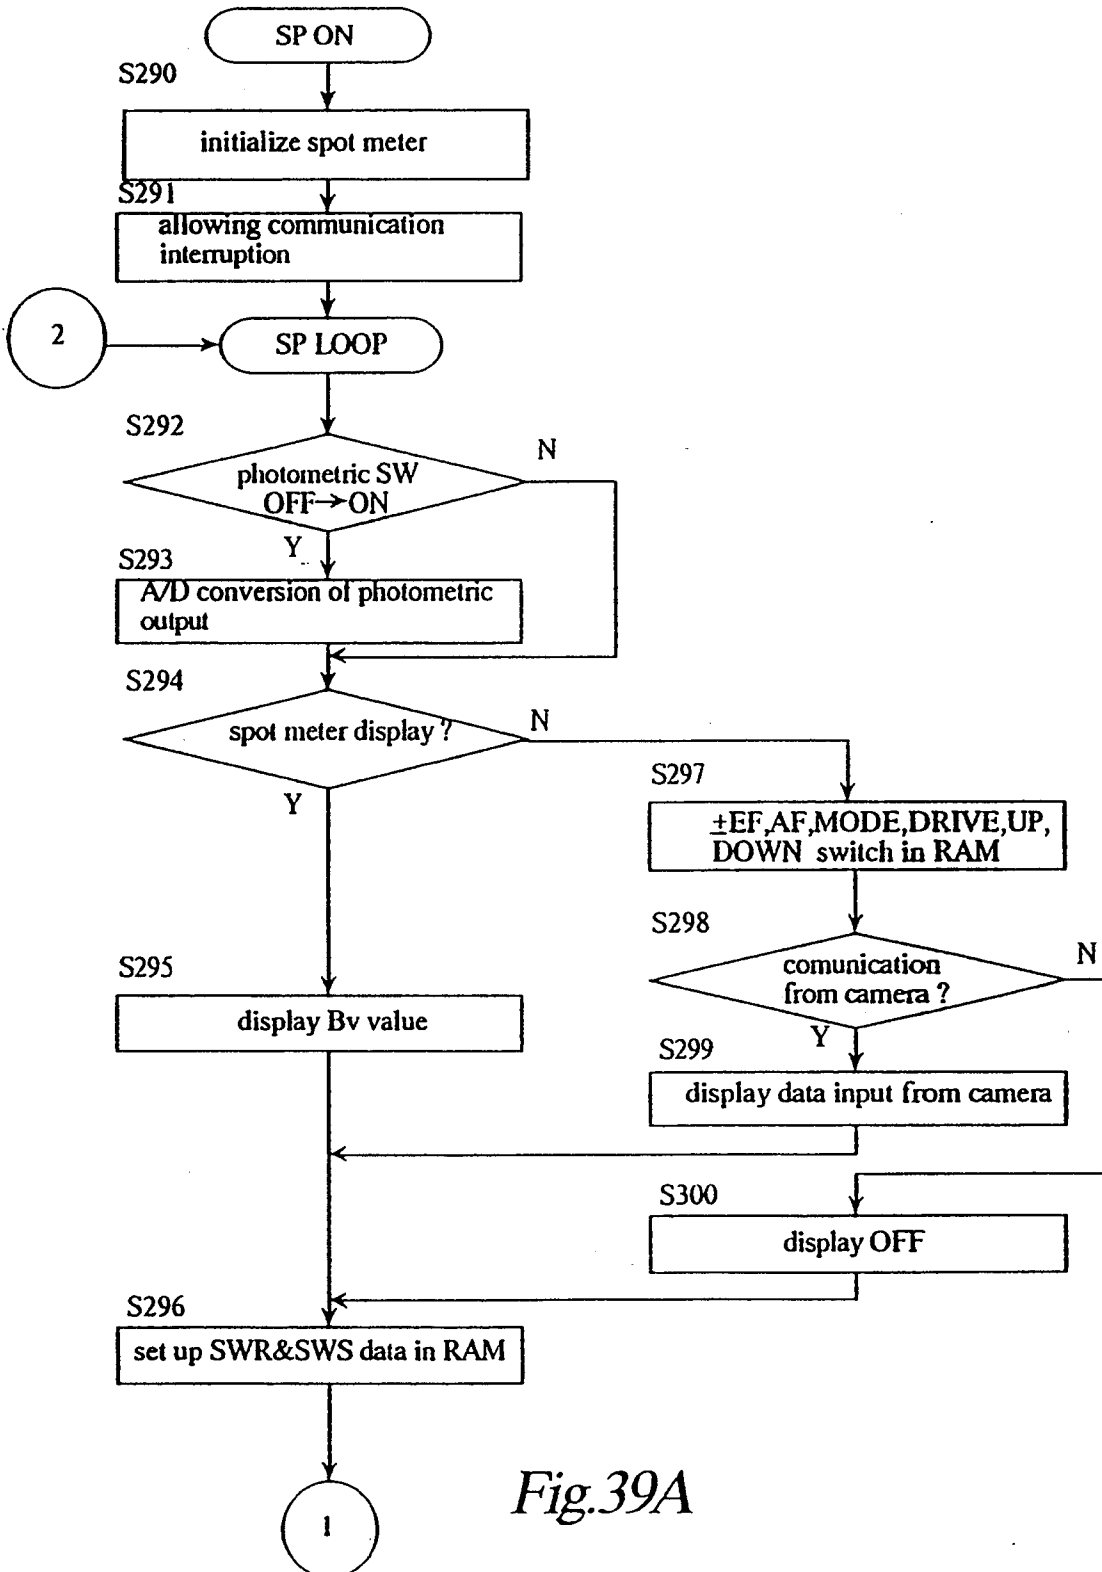 SP ON
S290
initialize spot meter
S291
allowing communication
interruption
2
SP LOOP
S292
photometric SW
OFF→ON
N
Y
S293
A/D conversion of photometric
output
S294
spot meter display ?
N
Y
S297
±EF,AF,MODE,DRIVE,UP,
DOWN switch in RAM
S298
comunication
from camera ?
N
Y
S295
display Bv value
S299
display data input from camera
S300
display OFF
S296
set up SWR&SWS data in RAM
1
Fig.39A